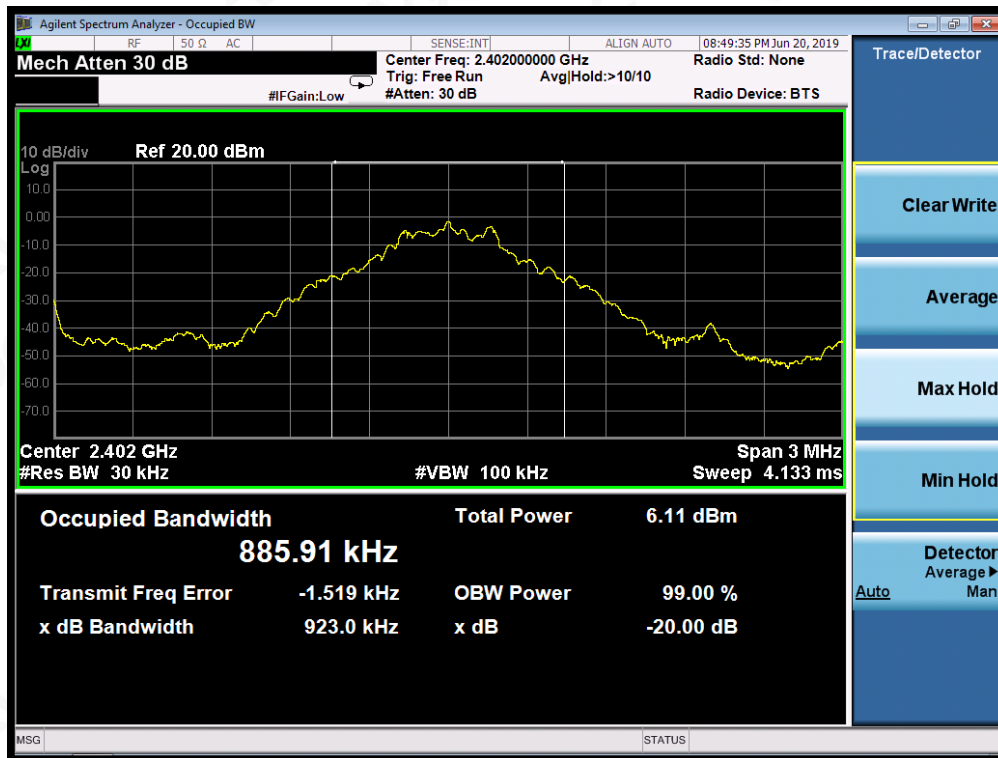 Agilent Spectrum Analyzer - Occupied BW
LXI RF 50 Ω AC SENSE:INT ALIGN AUTO 08:49:35 PM Jun 20, 2019
Mech Atten 30 dB
Center Freq: 2.402000000 GHz Radio Std: None
Trig: Free Run Avg|Hold:>10/10
#IFGain:Low #Atten: 30 dB Radio Device: BTS
10 dB/div Ref 20.00 dBm
Log
10.0
0.00
-10.0
-20.0
-30.0
-40.0
-50.0
-60.0
-70.0
Center 2.402 GHz Span 3 MHz
#Res BW 30 kHz #VBW 100 kHz Sweep 4.133 ms
Occupied Bandwidth Total Power 6.11 dBm
885.91 kHz
Transmit Freq Error -1.519 kHz OBW Power 99.00 %
x dB Bandwidth 923.0 kHz x dB -20.00 dB
MSG STATUS
Trace/Detector
Clear Write
Average
Max Hold
Min Hold
Detector
Average
Auto Man